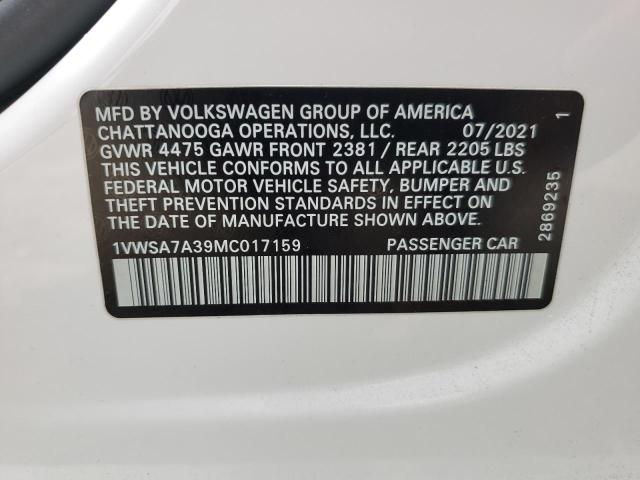 MFD BY VOLKSWAGEN GROUP OF AMERICA
CHATTANOOGA OPERATIONS, LLC. 07/2021
GVWR 4475 GAWR FRONT 2381 / REAR 2205 LBS
THIS VEHICLE CONFORMS TO ALL APPLICABLE U.S.
FEDERAL MOTOR VEHICLE SAFETY, BUMPER AND
THEFT PREVENTION STANDARDS IN EFFECT ON
THE DATE OF MANUFACTURE SHOWN ABOVE.
1VWSA7A39MC017159 PASSENGER CAR
2869235 1